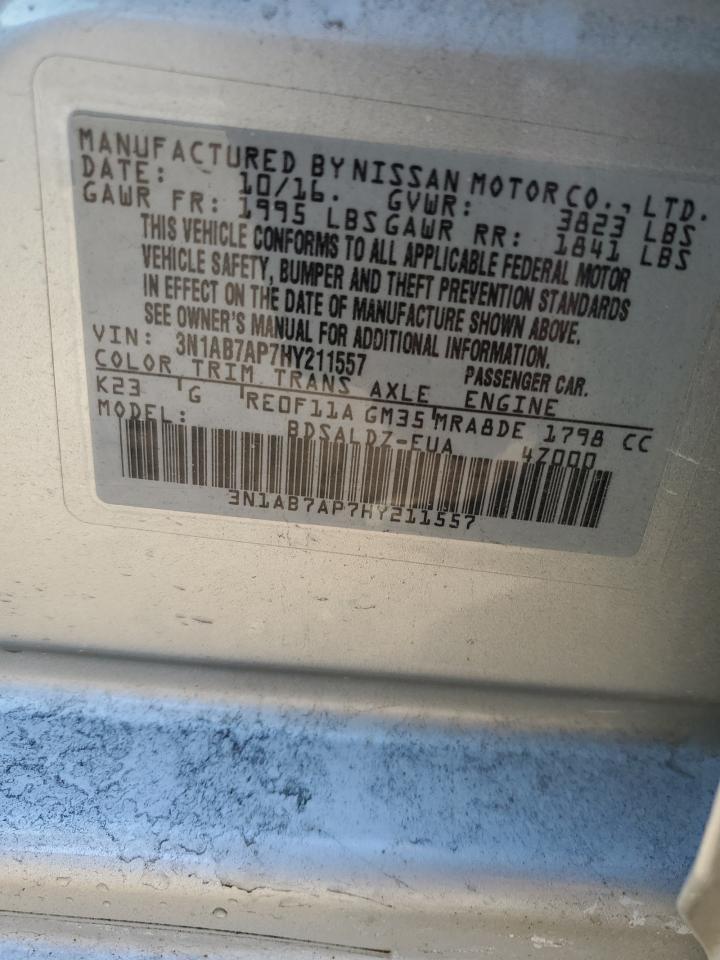 MANUFACTURED BY NISSAN MOTOR CO., LTD.
DATE: 10/16. GVWR: 3823 LBS
GAWR FR: 1995 LBS GAWR RR: 1841 LBS
THIS VEHICLE CONFORMS TO ALL APPLICABLE FEDERAL MOTOR
VEHICLE SAFETY, BUMPER AND THEFT PREVENTION STANDARDS
IN EFFECT ON THE DATE OF MANUFACTURE SHOWN ABOVE.
SEE OWNER'S MANUAL FOR ADDITIONAL INFORMATION.
VIN: 3N1AB7AP7HY211557 PASSENGER CAR.
COLOR TRIM TRANS AXLE ENGINE
K23 G RE0F11A GM35 MRA8DE 1798 CC
MODEL: BDSALDZ-EUA 4Z000
3N1AB7AP7HY211557